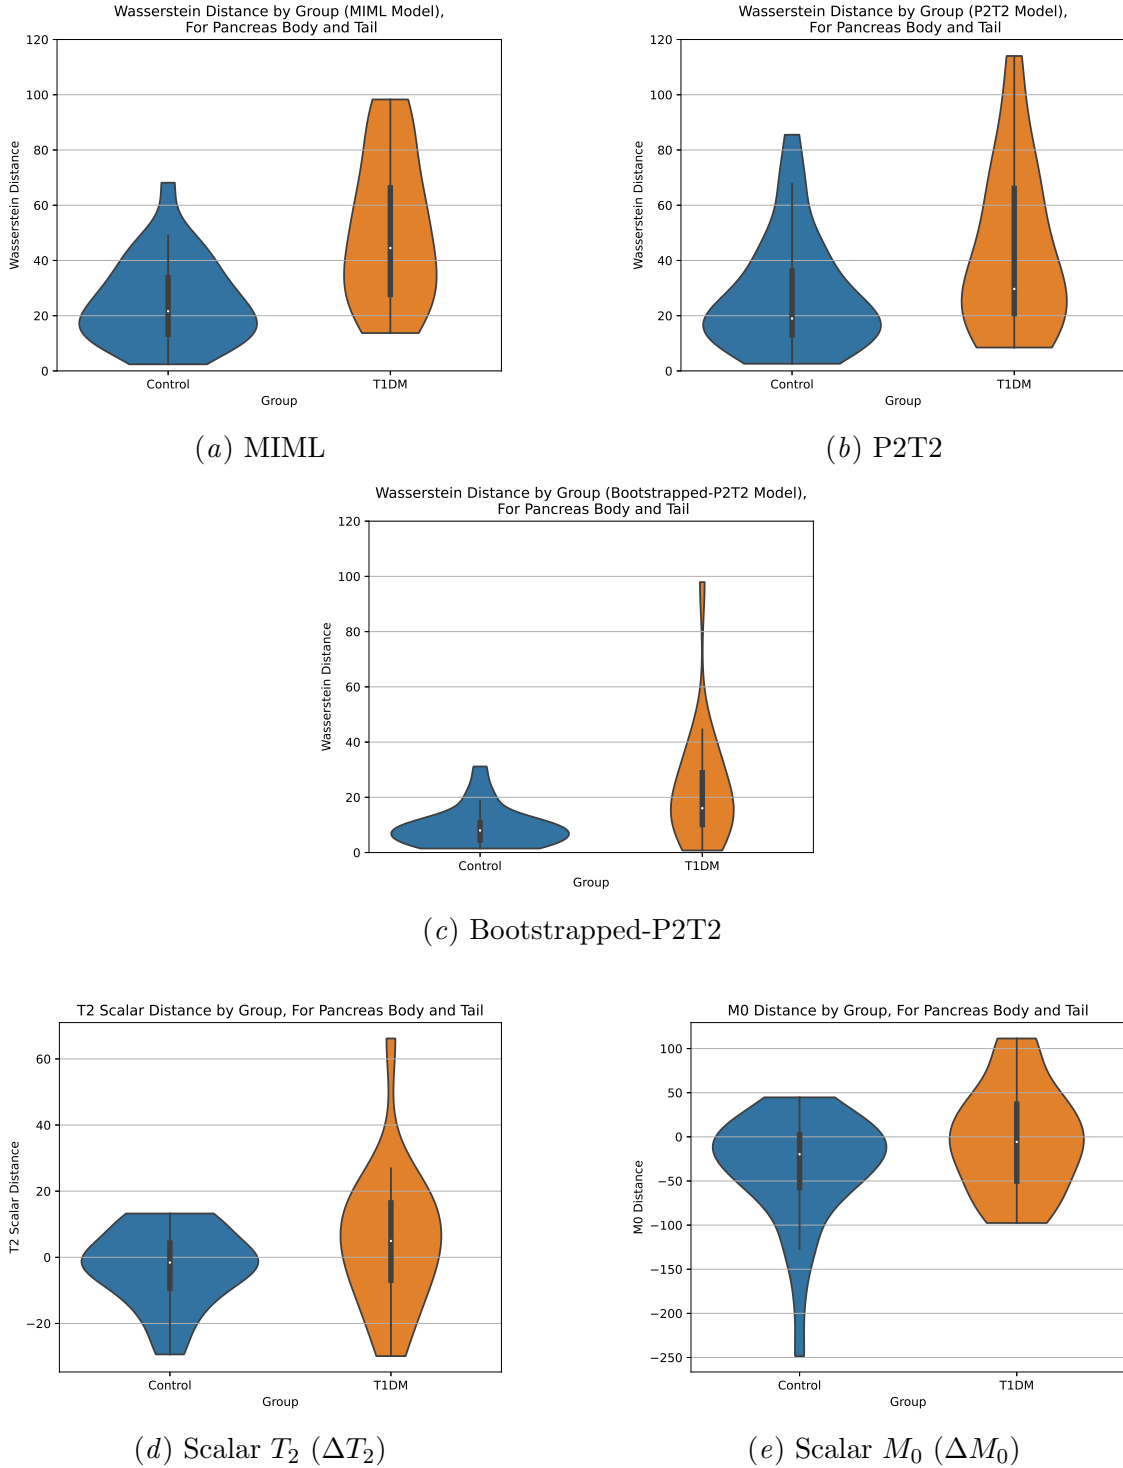 Wasserstein Distance by Group (MIML Model),
For Pancreas Body and Tail
120
100
80
60
40
20
0
Wasserstein Distance
Control
T1DM
Group
(a) MIML
Wasserstein Distance by Group (P2T2 Model),
For Pancreas Body and Tail
120
100
80
60
40
20
0
Wasserstein Distance
Control
T1DM
Group
(b) P2T2
Wasserstein Distance by Group (Bootstrapped-P2T2 Model),
For Pancreas Body and Tail
120
100
80
60
40
20
0
Wasserstein Distance
Control
T1DM
Group
(c) Bootstrapped-P2T2
T2 Scalar Distance by Group, For Pancreas Body and Tail
60
40
20
0
−20
T2 Scalar Distance
Control
T1DM
Group
(d) Scalar T₂ (ΔT₂)
M0 Distance by Group, For Pancreas Body and Tail
100
50
0
−50
−100
−150
−200
−250
M0 Distance
Control
T1DM
Group
(e) Scalar M₀ (ΔM₀)